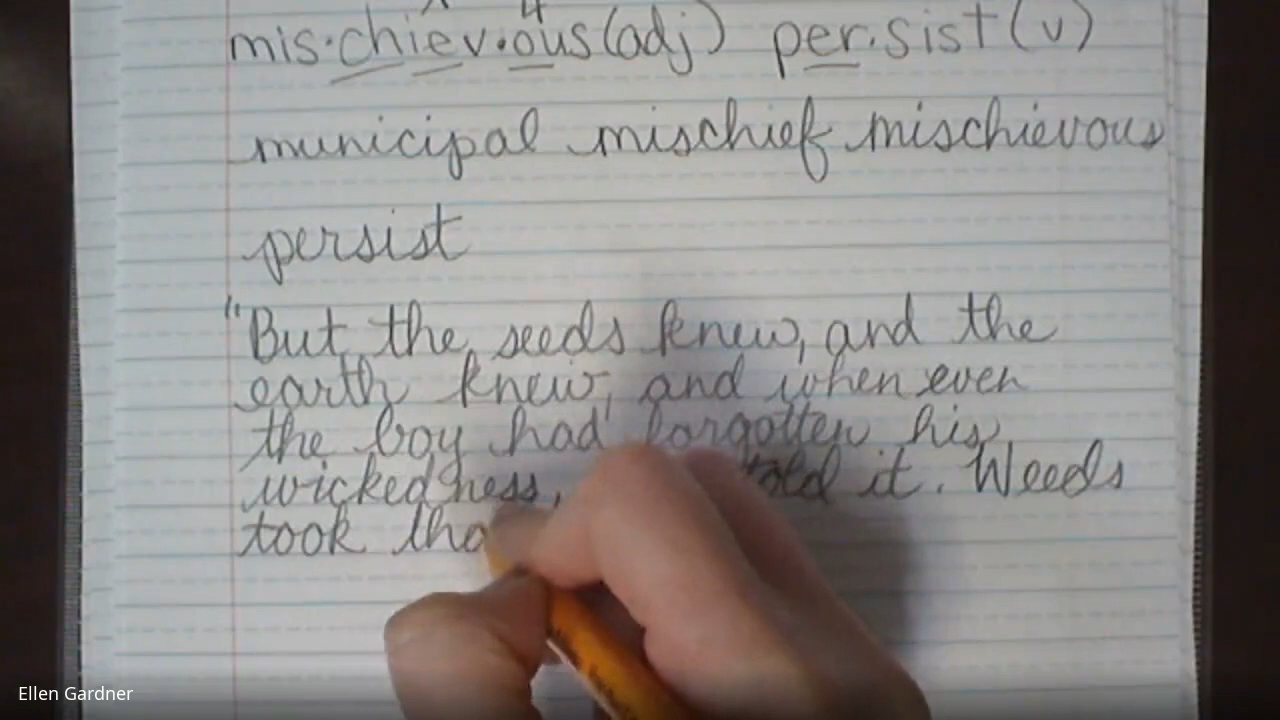 mis·chiev·ous(adj) per·sist(v)
municipal mischief mischievous
persist
"But the seeds knew, and the
earth knew, and when even
the boy had forgotten his
wickedness, told it. Weeds
took
Ellen Gardner